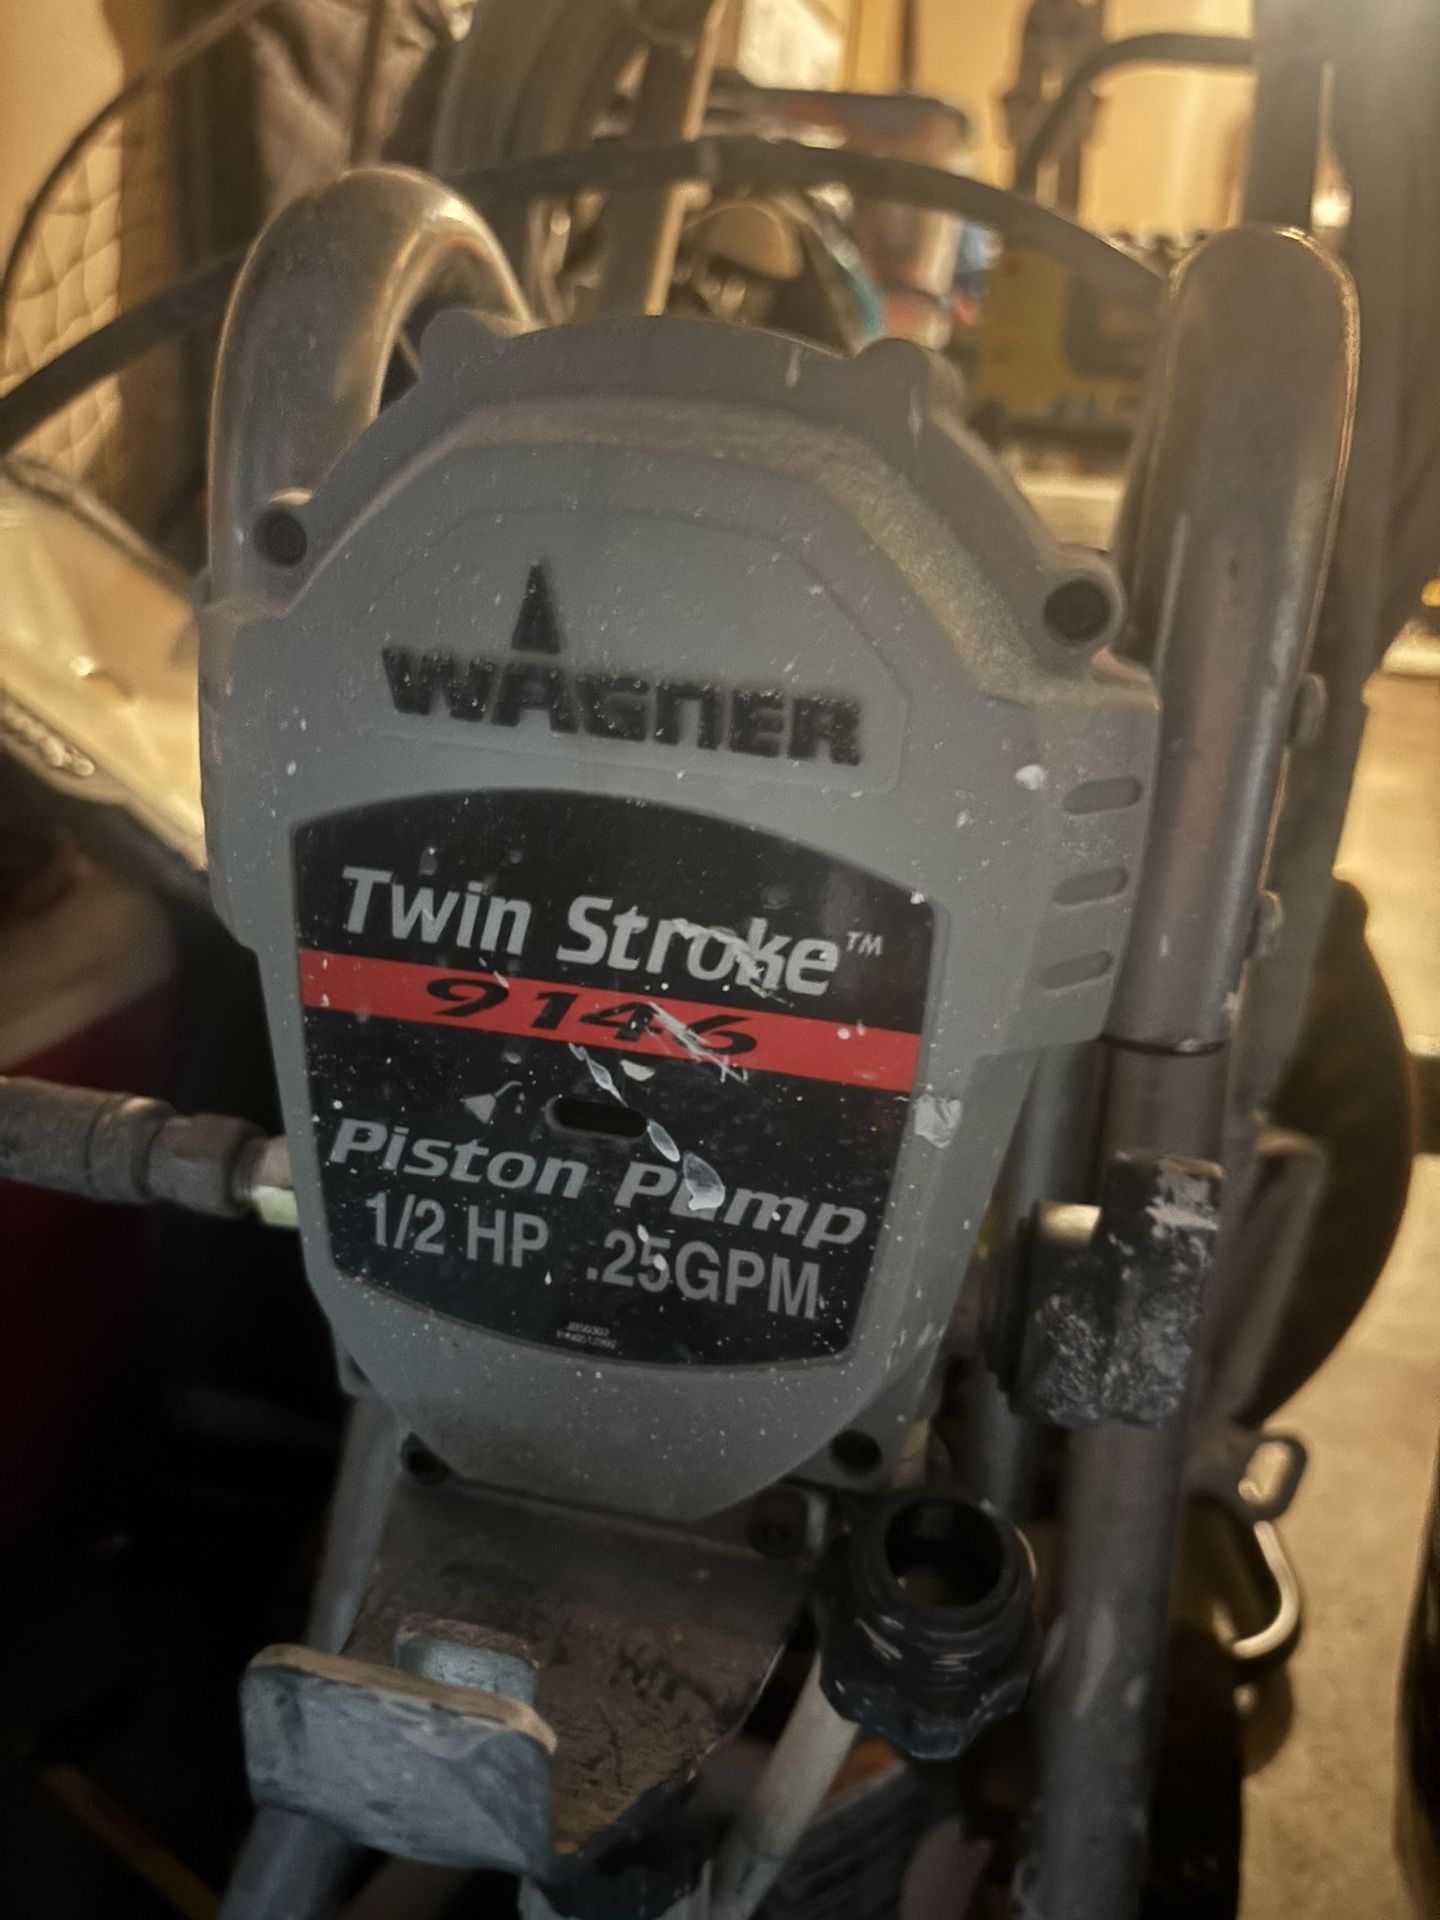 WAGNER
Twin Stroke™
9146
Piston Pump
1/2 HP .25GPM